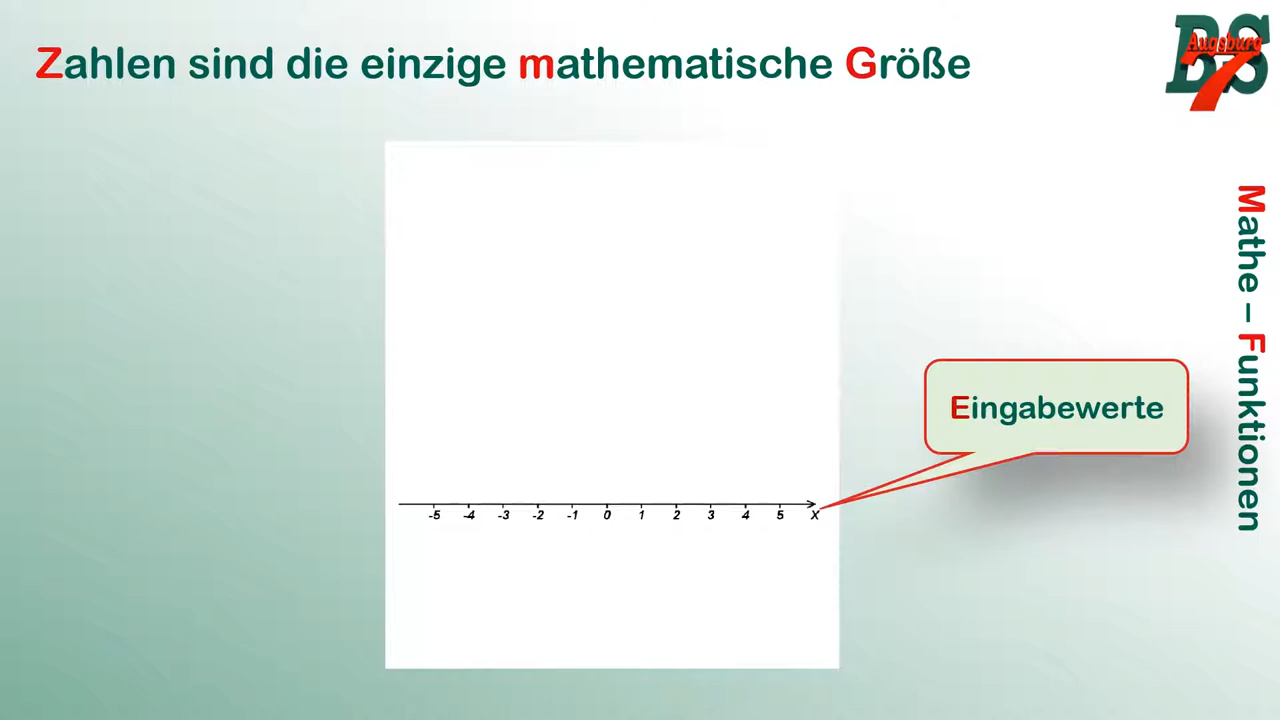 Zahlen sind die einzige mathematische Größe
BS
Augsburg
7
Mathe – Funktionen
Eingabewerte
-5 -4 -3 -2 -1 0 1 2 3 4 5 X